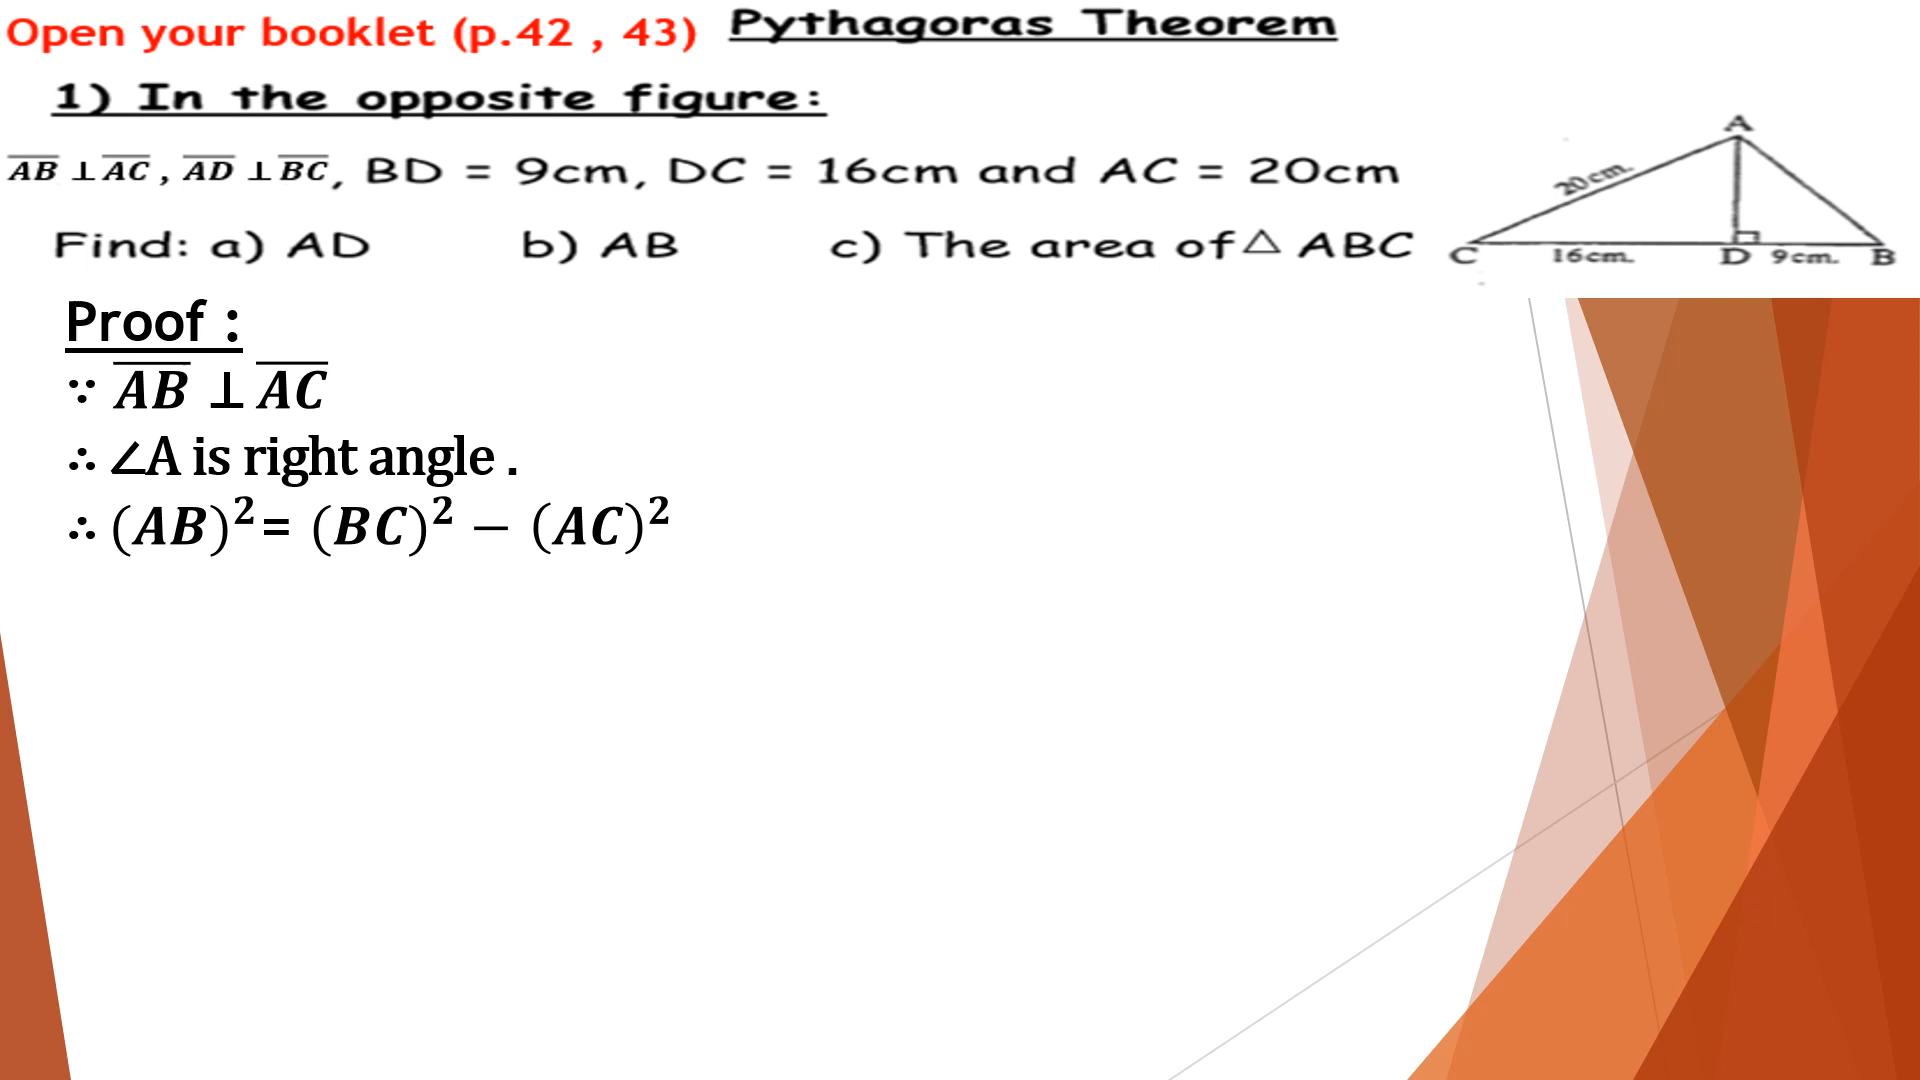 Open your booklet (p.42 , 43) Pythagoras Theorem
1) In the opposite figure:
AB ⊥ AC , AD ⊥ BC, BD = 9cm, DC = 16cm and AC = 20cm
Find: a) AD b) AB c) The area of △ ABC
A
20cm.
C 16cm. D 9cm. B
Proof :
∵ AB ⊥ AC
∴ ∠A is right angle .
∴ (AB)²= (BC)² − (AC)²